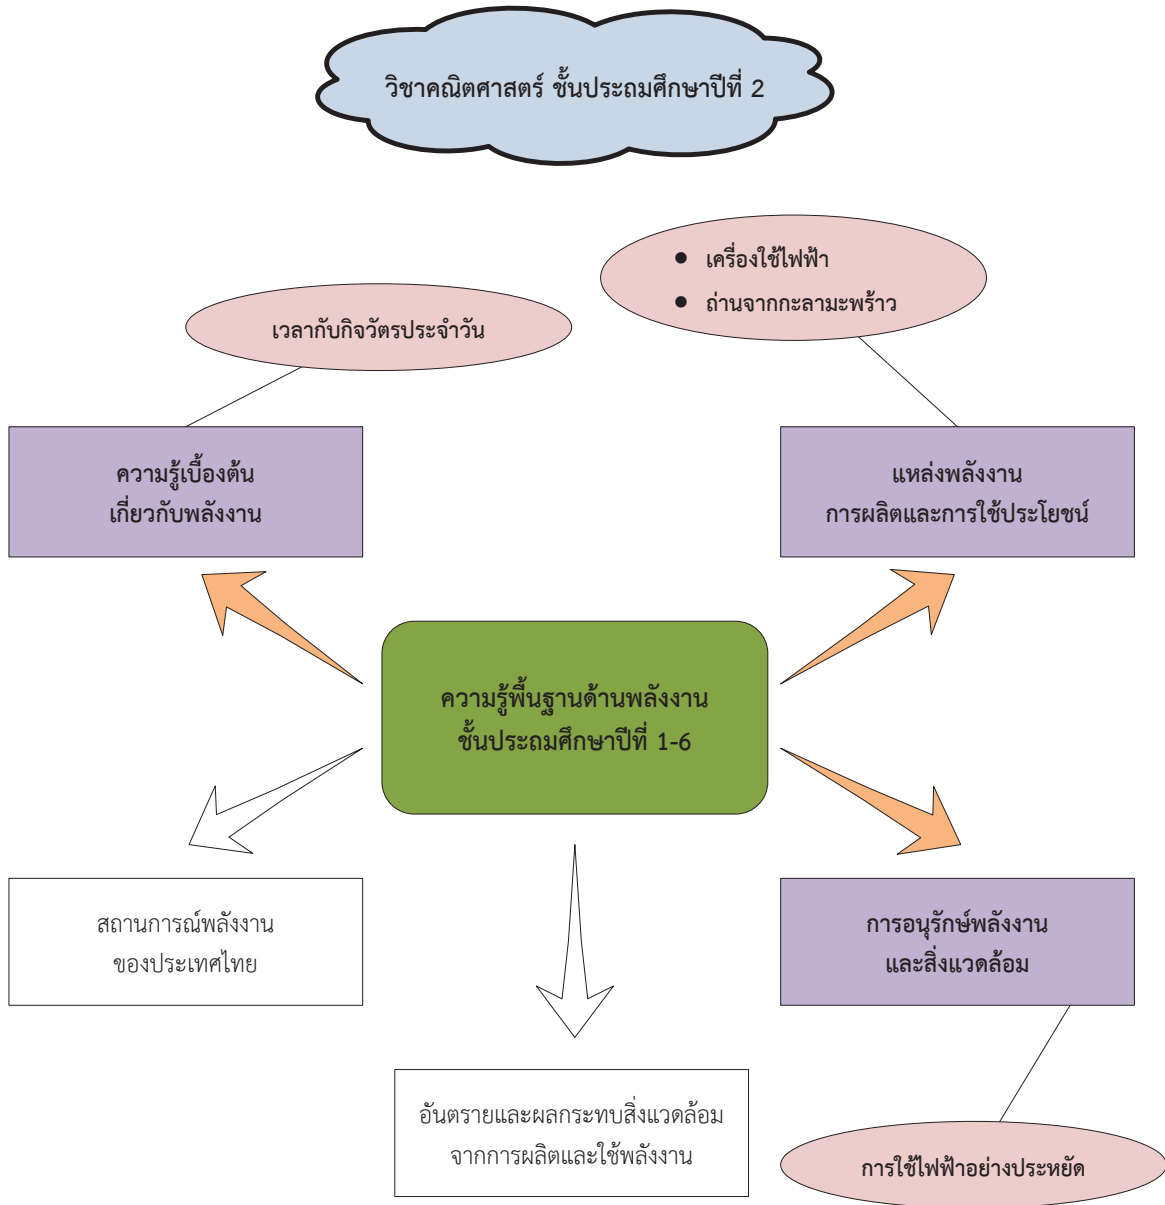 วิชาคณิตศาสตร์ ชั้นประถมศึกษาปีที่ 2
• เครื่องใช้ไฟฟ้า
• ถ่านจากกะลามะพร้าว
เวลากับกิจวัตรประจำวัน
ความรู้เบื้องต้น
เกี่ยวกับพลังงาน
แหล่งพลังงาน
การผลิตและการใช้ประโยชน์
ความรู้พื้นฐานด้านพลังงาน
ชั้นประถมศึกษาปีที่ 1-6
สถานการณ์พลังงาน
ของประเทศไทย
การอนุรักษ์พลังงาน
และสิ่งแวดล้อม
อันตรายและผลกระทบสิ่งแวดล้อม
จากการผลิตและใช้พลังงาน
การใช้ไฟฟ้าอย่างประหยัด